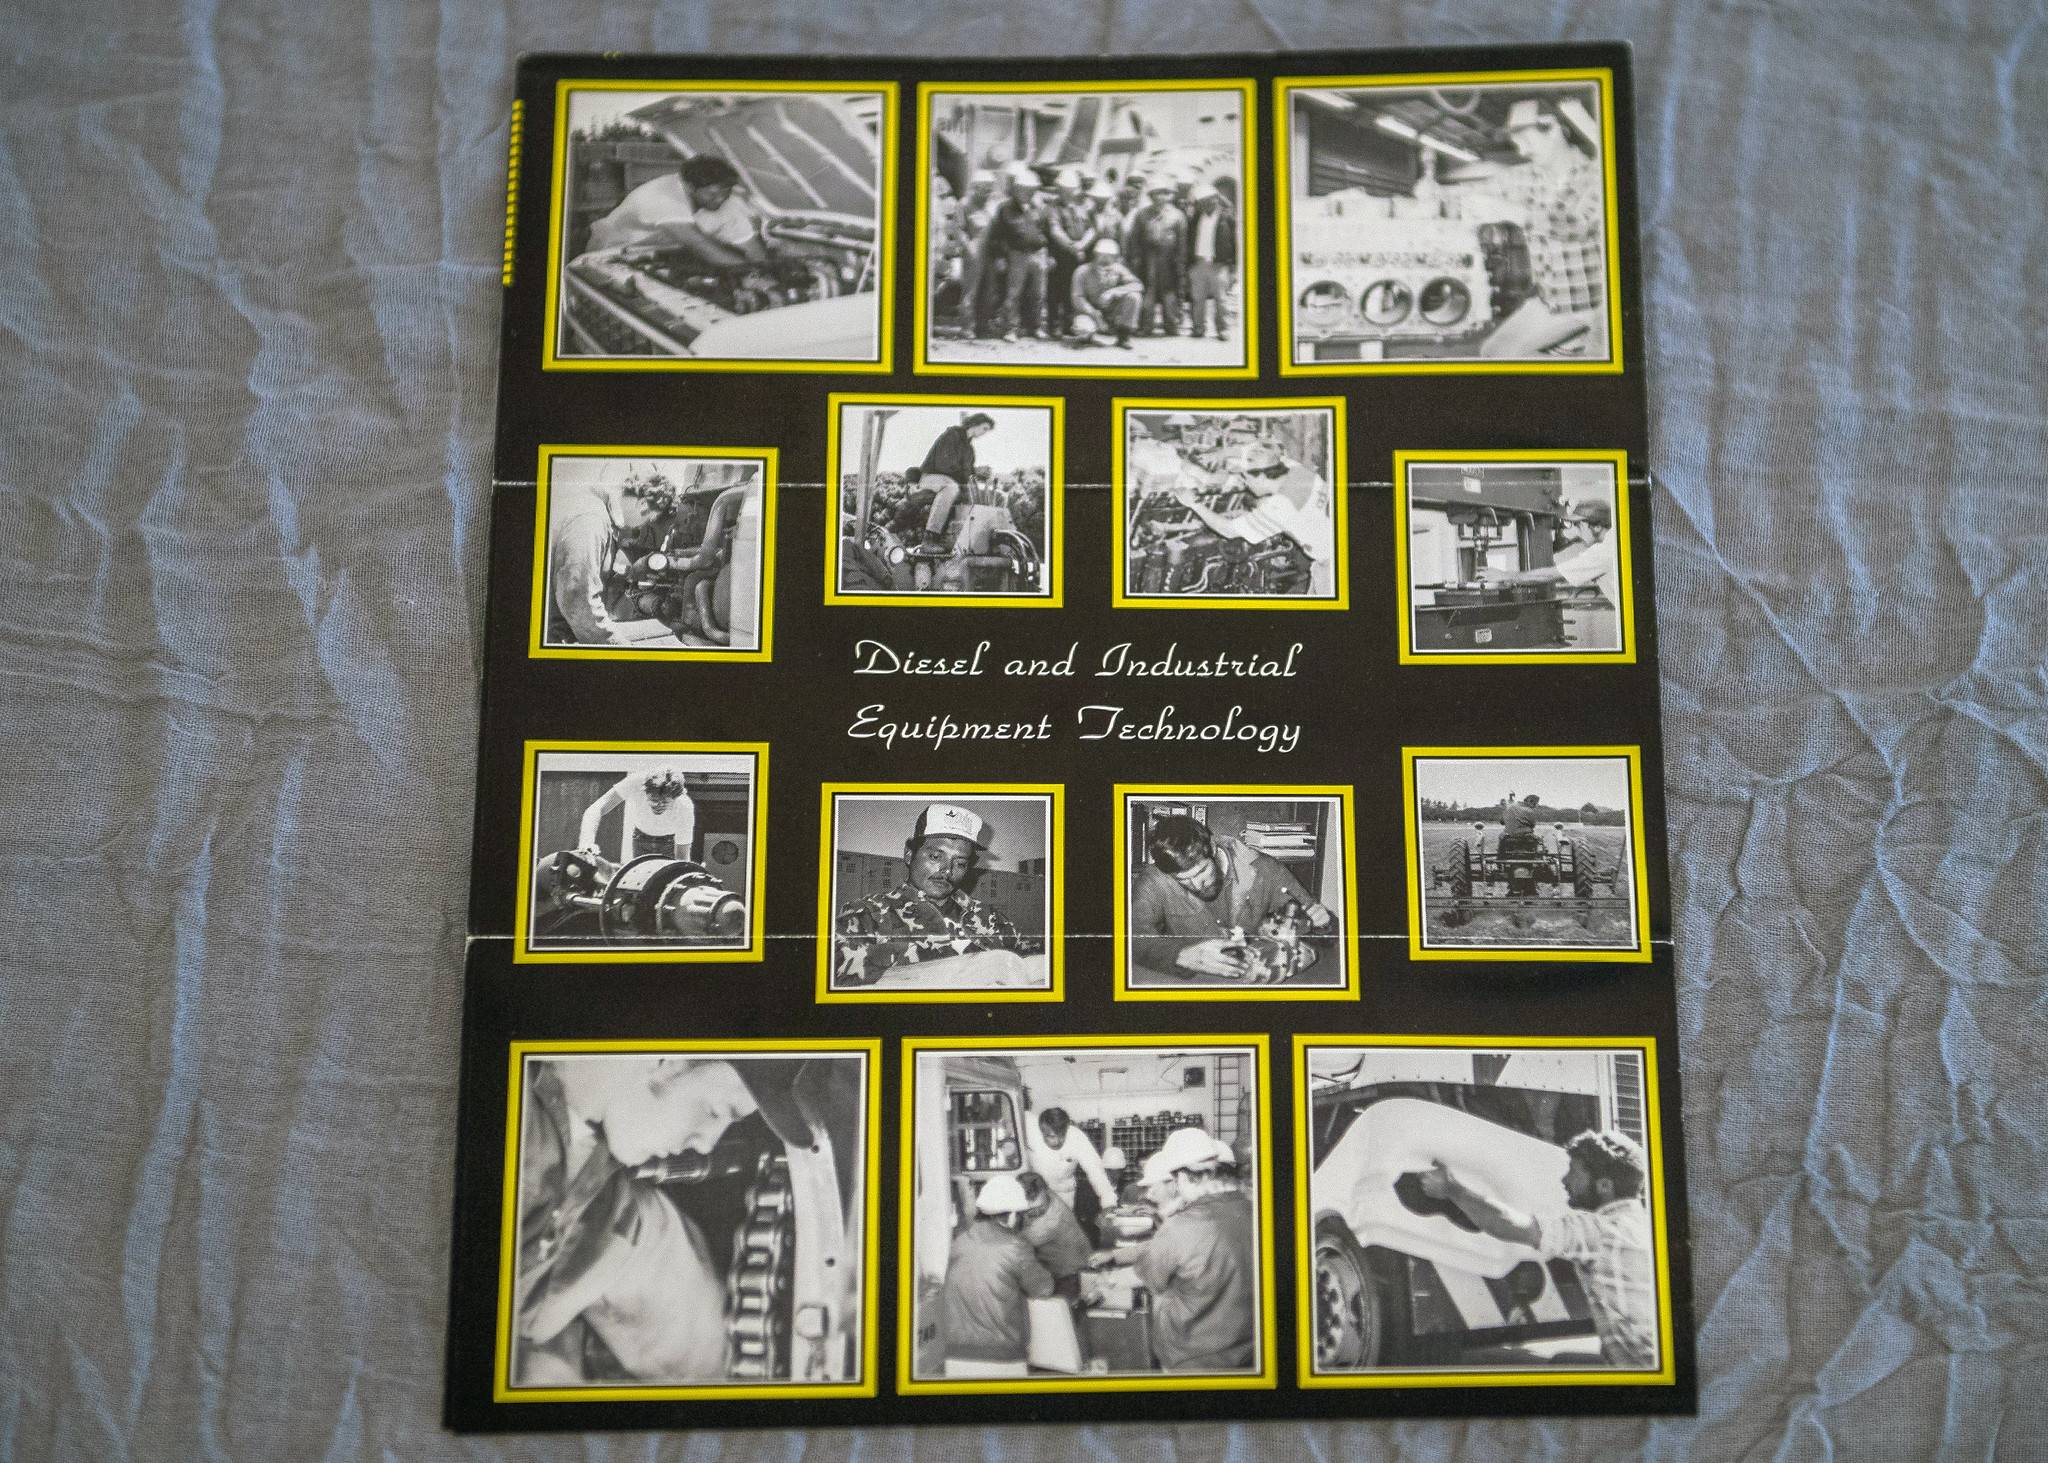 Diesel and Industrial
Equipment Technology